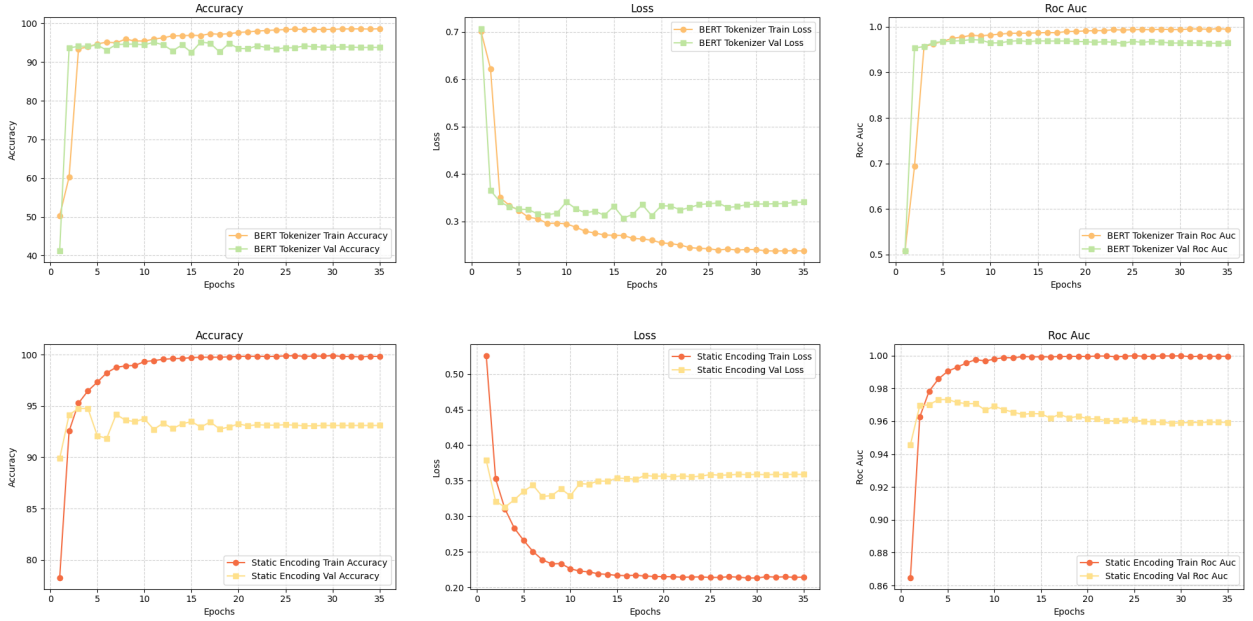 Accuracy
100
90
80
70
60
50
40
Accuracy
BERT Tokenizer Train Accuracy
BERT Tokenizer Val Accuracy
0 5 10 15 20 25 30 35
Epochs
Loss
0.7
0.6
0.5
0.4
0.3
Loss
BERT Tokenizer Train Loss
BERT Tokenizer Val Loss
0 5 10 15 20 25 30 35
Epochs
Roc Auc
1.0
0.9
0.8
0.7
0.6
0.5
Roc Auc
BERT Tokenizer Train Roc Auc
BERT Tokenizer Val Roc Auc
0 5 10 15 20 25 30 35
Epochs
Accuracy
100
95
90
85
80
Accuracy
Static Encoding Train Accuracy
Static Encoding Val Accuracy
0 5 10 15 20 25 30 35
Epochs
Loss
0.50
0.45
0.40
0.35
0.30
0.25
0.20
Loss
Static Encoding Train Loss
Static Encoding Val Loss
0 5 10 15 20 25 30 35
Epochs
Roc Auc
1.00
0.98
0.96
0.94
0.92
0.90
0.88
0.86
Roc Auc
Static Encoding Train Roc Auc
Static Encoding Val Roc Auc
0 5 10 15 20 25 30 35
Epochs